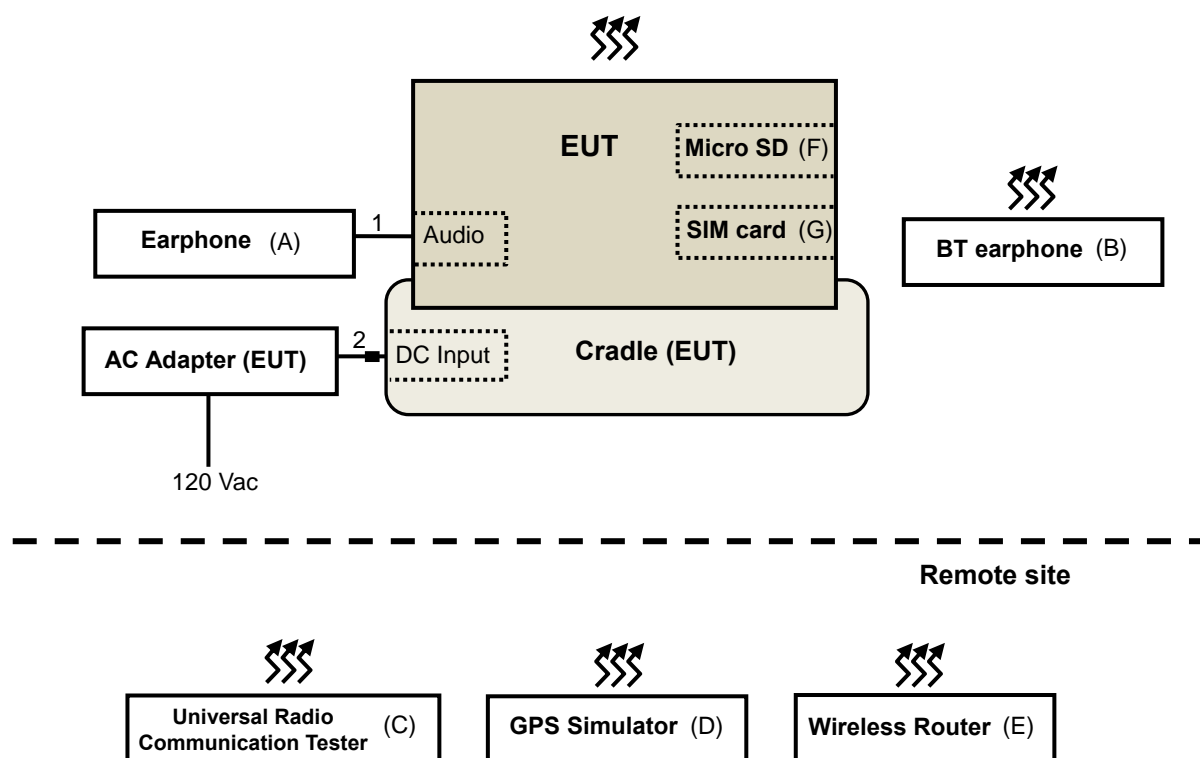 EUT
Micro SD (F)
SIM card (G)
Earphone (A)
1
Audio
BT earphone (B)
AC Adapter (EUT)
2
DC Input
Cradle (EUT)
120 Vac
Remote site
Universal Radio
Communication Tester (C)
GPS Simulator (D)
Wireless Router (E)